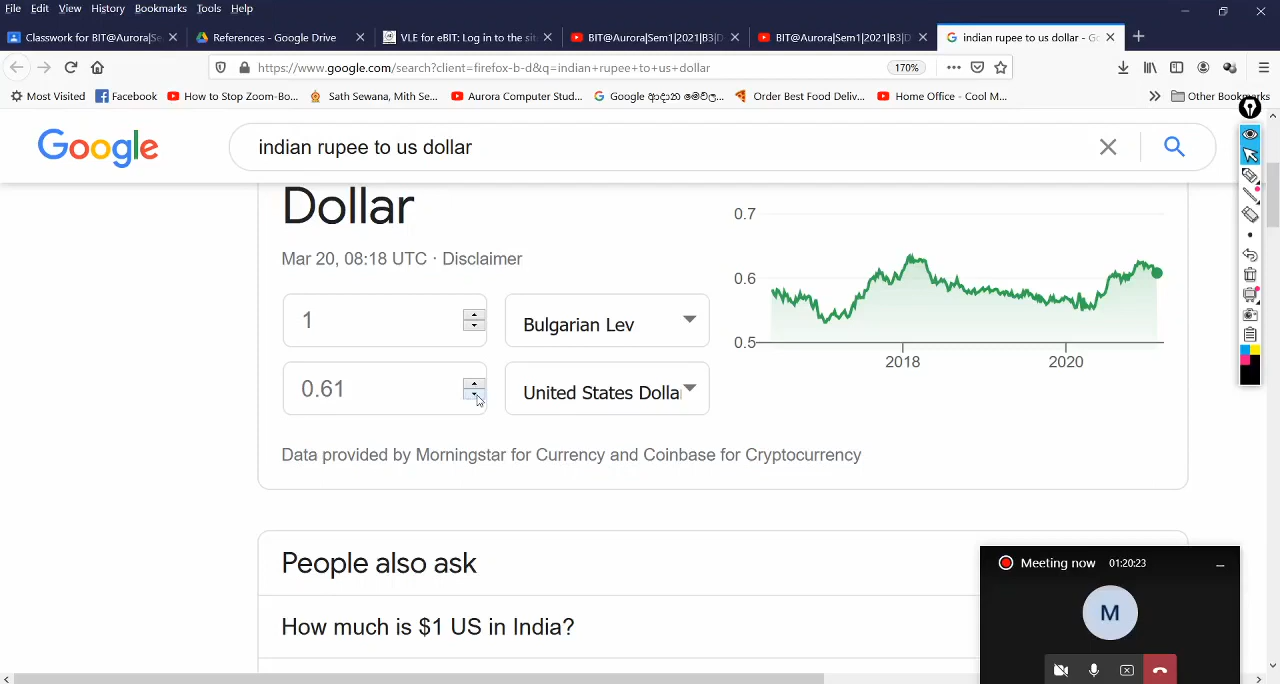 File Edit View History Bookmarks Tools Help
Classwork for BIT@Aurora|Se
References - Google Drive
VLE for eBIT: Log in to the sit
BIT@Aurora|Sem1|2021|B3|D
BIT@Aurora|Sem1|2021|B3|D
indian rupee to us dollar - Go
https://www.google.com/search?client=firefox-b-d&q=indian+rupee+to+us+dollar
170%
Most Visited
Facebook
How to Stop Zoom-Bo...
Sath Sewana, Mith Se...
Aurora Computer Stud...
Google
Order Best Food Deliv...
Home Office - Cool M...
Other Bookmarks
Google
indian rupee to us dollar
Dollar
Mar 20, 08:18 UTC · Disclaimer
1
Bulgarian Lev
0.61
United States Dolla
0.7
0.6
0.5
2018
2020
Data provided by Morningstar for Currency and Coinbase for Cryptocurrency
People also ask
How much is $1 US in India?
Meeting now 01:20:23
M